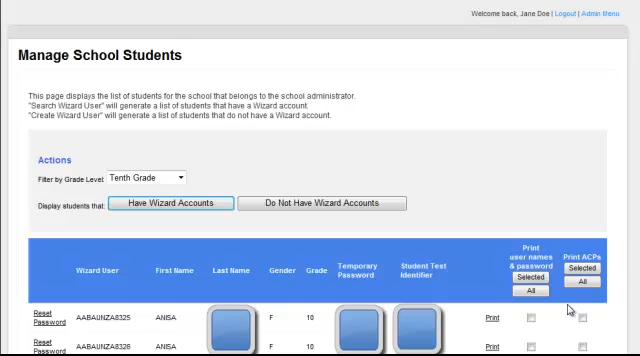 Welcome back, Jane Doe | Logout | Admin Menu
Manage School Students
This page displays the list of students for the school that belongs to the school administrator.
"Search Wizard User" will generate a list of students that have a Wizard account.
"Create Wizard User" will generate a list of students that do not have a Wizard account.
Actions
Filter by Grade Level: Tenth Grade
Display students that: Have Wizard Accounts Do Not Have Wizard Accounts
Wizard User First Name Last Name Gender Grade Temporary Password Student Test Identifier Print user names & password Selected All Print ACPs Selected All
Reset Password AABAUNZA8325 ANISA F 10 Print
Reset Password AABAUNZA8326 ANISA F 10 Print